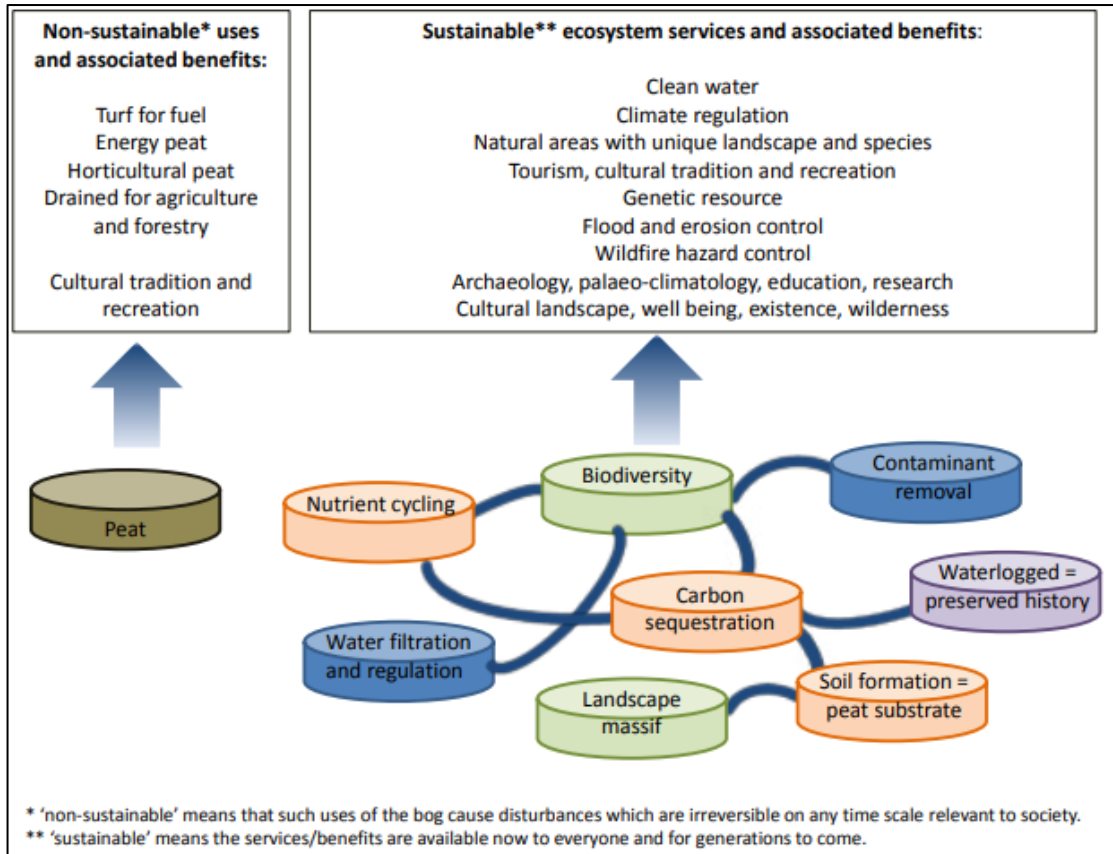 Non-sustainable* uses
and associated benefits:
Turf for fuel
Energy peat
Horticultural peat
Drained for agriculture
and forestry
Cultural tradition and
recreation
Sustainable** ecosystem services and associated benefits:
Clean water
Climate regulation
Natural areas with unique landscape and species
Tourism, cultural tradition and recreation
Genetic resource
Flood and erosion control
Wildfire hazard control
Archaeology, palaeo-climatology, education, research
Cultural landscape, well being, existence, wilderness
Peat
Nutrient cycling
Biodiversity
Contaminant
removal
Carbon
sequestration
Waterlogged =
preserved history
Water filtration
and regulation
Landscape
massif
Soil formation =
peat substrate
* 'non-sustainable' means that such uses of the bog cause disturbances which are irreversible on any time scale relevant to society.
** 'sustainable' means the services/benefits are available now to everyone and for generations to come.